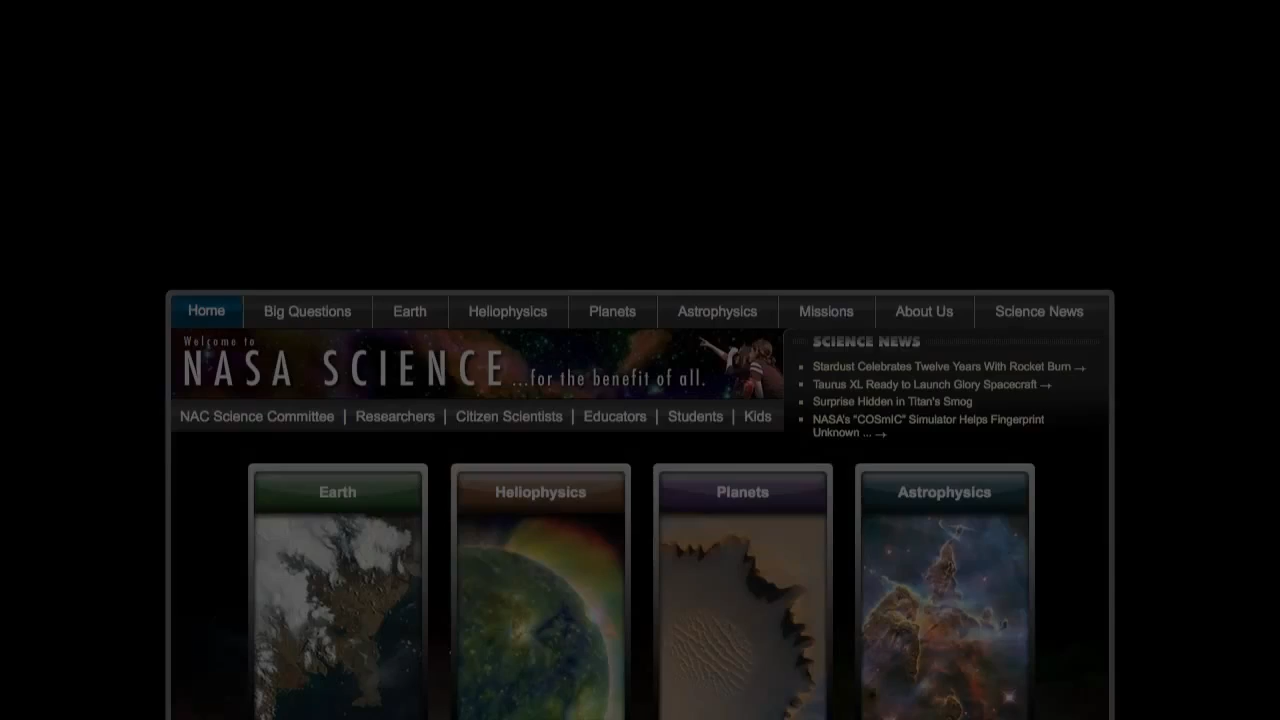 Home Big Questions Earth Heliophysics Planets Astrophysics Missions About Us Science News
Welcome to
NASA SCIENCE ...for the benefit of all.
NAC Science Committee | Researchers | Citizen Scientists | Educators | Students | Kids
SCIENCE NEWS
Stardust Celebrates Twelve Years With Rocket Burn →
Taurus XL Ready to Launch Glory Spacecraft →
Surprise Hidden in Titan's Smog
NASA's "COSmIC" Simulator Helps Fingerprint
Unknown ... →
Earth Heliophysics Planets Astrophysics